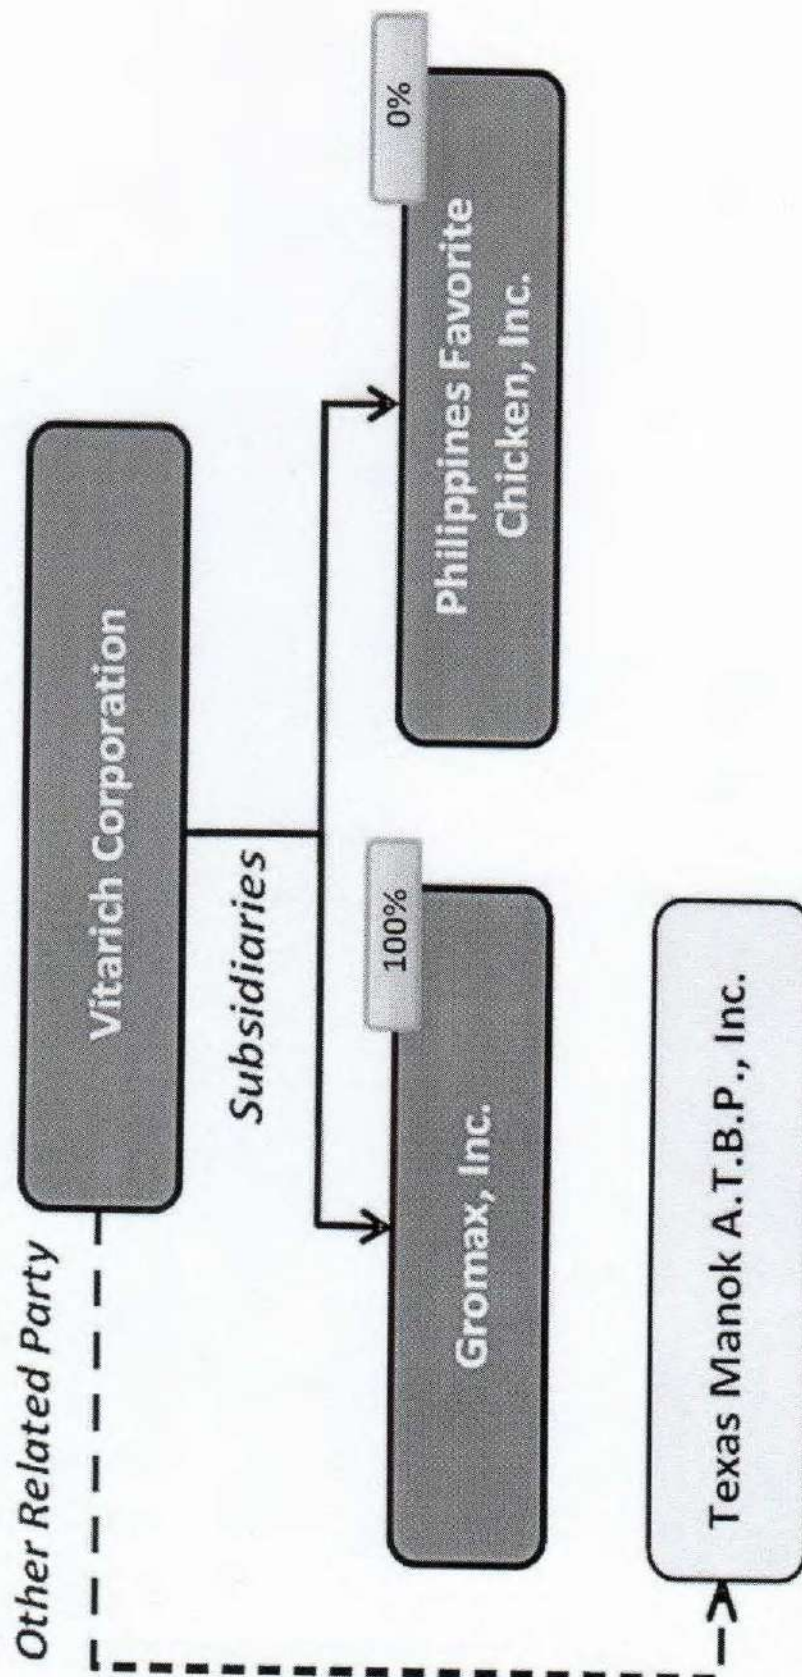 Other Related Party
Vitarich Corporation
Subsidiaries
100%
Gromax, Inc.
0%
Philippines Favorite
Chicken, Inc.
Texas Manok A.T.B.P., Inc.